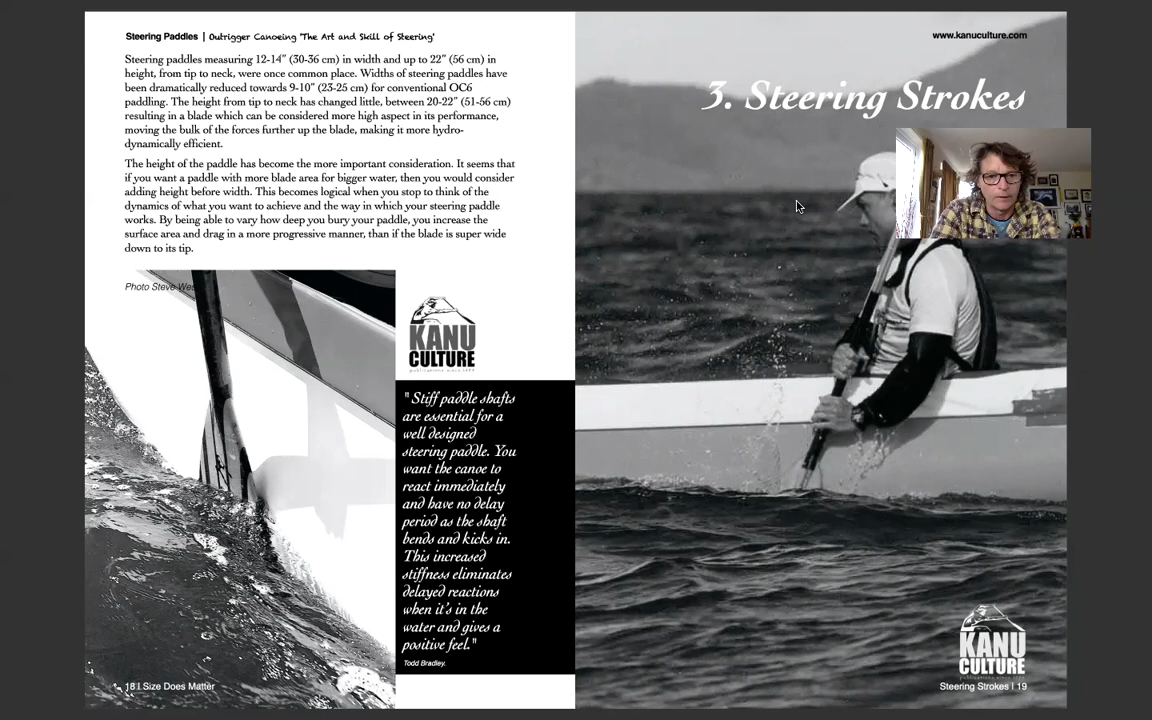 Steering Paddles | Outrigger Canoeing 'The Art and Skill of Steering'
Steering paddles measuring 12-14" (30-36 cm) in width and up to 22" (56 cm) in
height, from tip to neck, were once common place. Widths of steering paddles have
been dramatically reduced towards 9-10" (23-25 cm) for conventional OC6
paddling. The height from tip to neck has changed little, between 20-22" (51-56 cm)
resulting in a blade which can be considered more high aspect in its performance,
moving the bulk of the forces further up the blade, making it more hydro-
dynamically efficient.
The height of the paddle has become the more important consideration. It seems that
if you want a paddle with more blade area for bigger water, then you would consider
adding height before width. This becomes logical when you stop to think of the
dynamics of what you want to achieve and the way in which your steering paddle
works. By being able to vary how deep you bury your paddle, you increase the
surface area and drag in a more progressive manner, than if the blade is super wide
down to its tip.
Photo Steve Wes
KANU
CULTURE
publications since 1994
"Stiff paddle shafts
are essential for a
well designed
steering paddle. You
want the canoe to
react immediately
and have no delay
period as the shaft
bends and kicks in.
This increased
stiffness eliminates
delayed reactions
when it's in the
water and gives a
positive feel."
Todd Bradley.
18 | Size Does Matter
www.kanuculture.com
3. Steering Strokes
KANU
CULTURE
Steering Strokes | 19